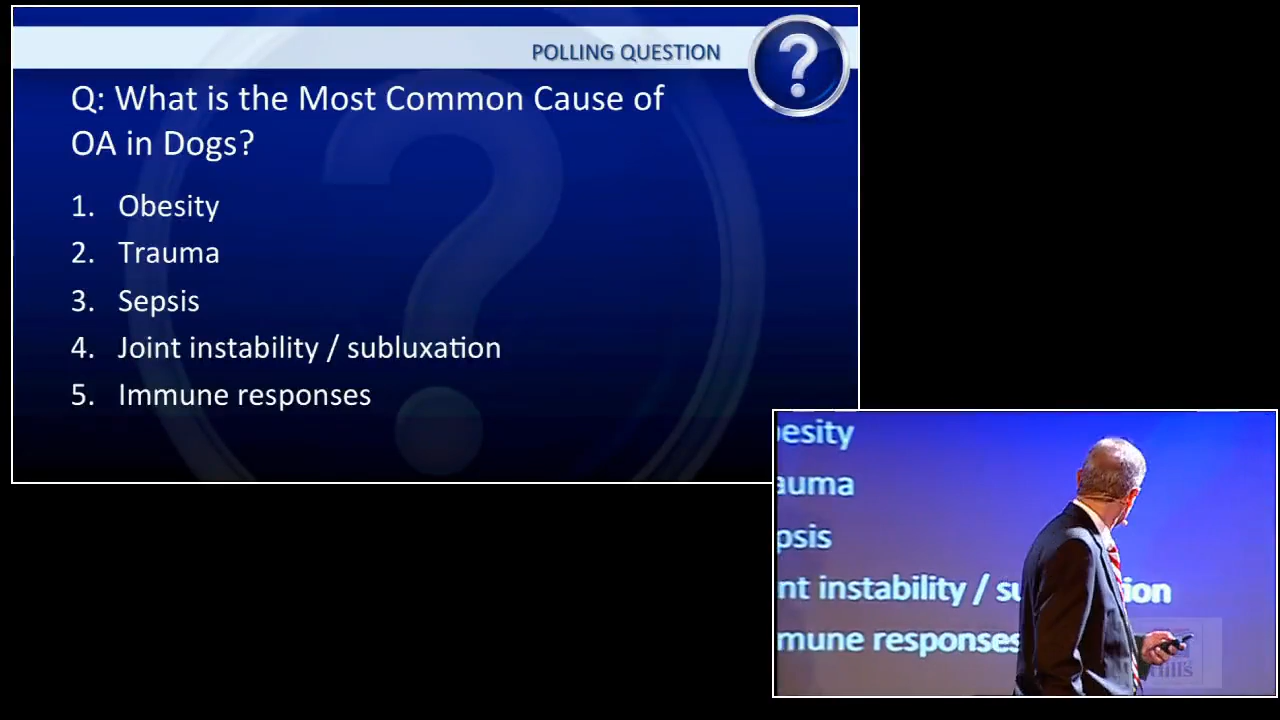 POLLING QUESTION
?
Q: What is the Most Common Cause of
OA in Dogs?
1. Obesity
2. Trauma
3. Sepsis
4. Joint instability / subluxation
5. Immune responses
esity
auma
psis
nt instability / su ion
mune responses
Hill's